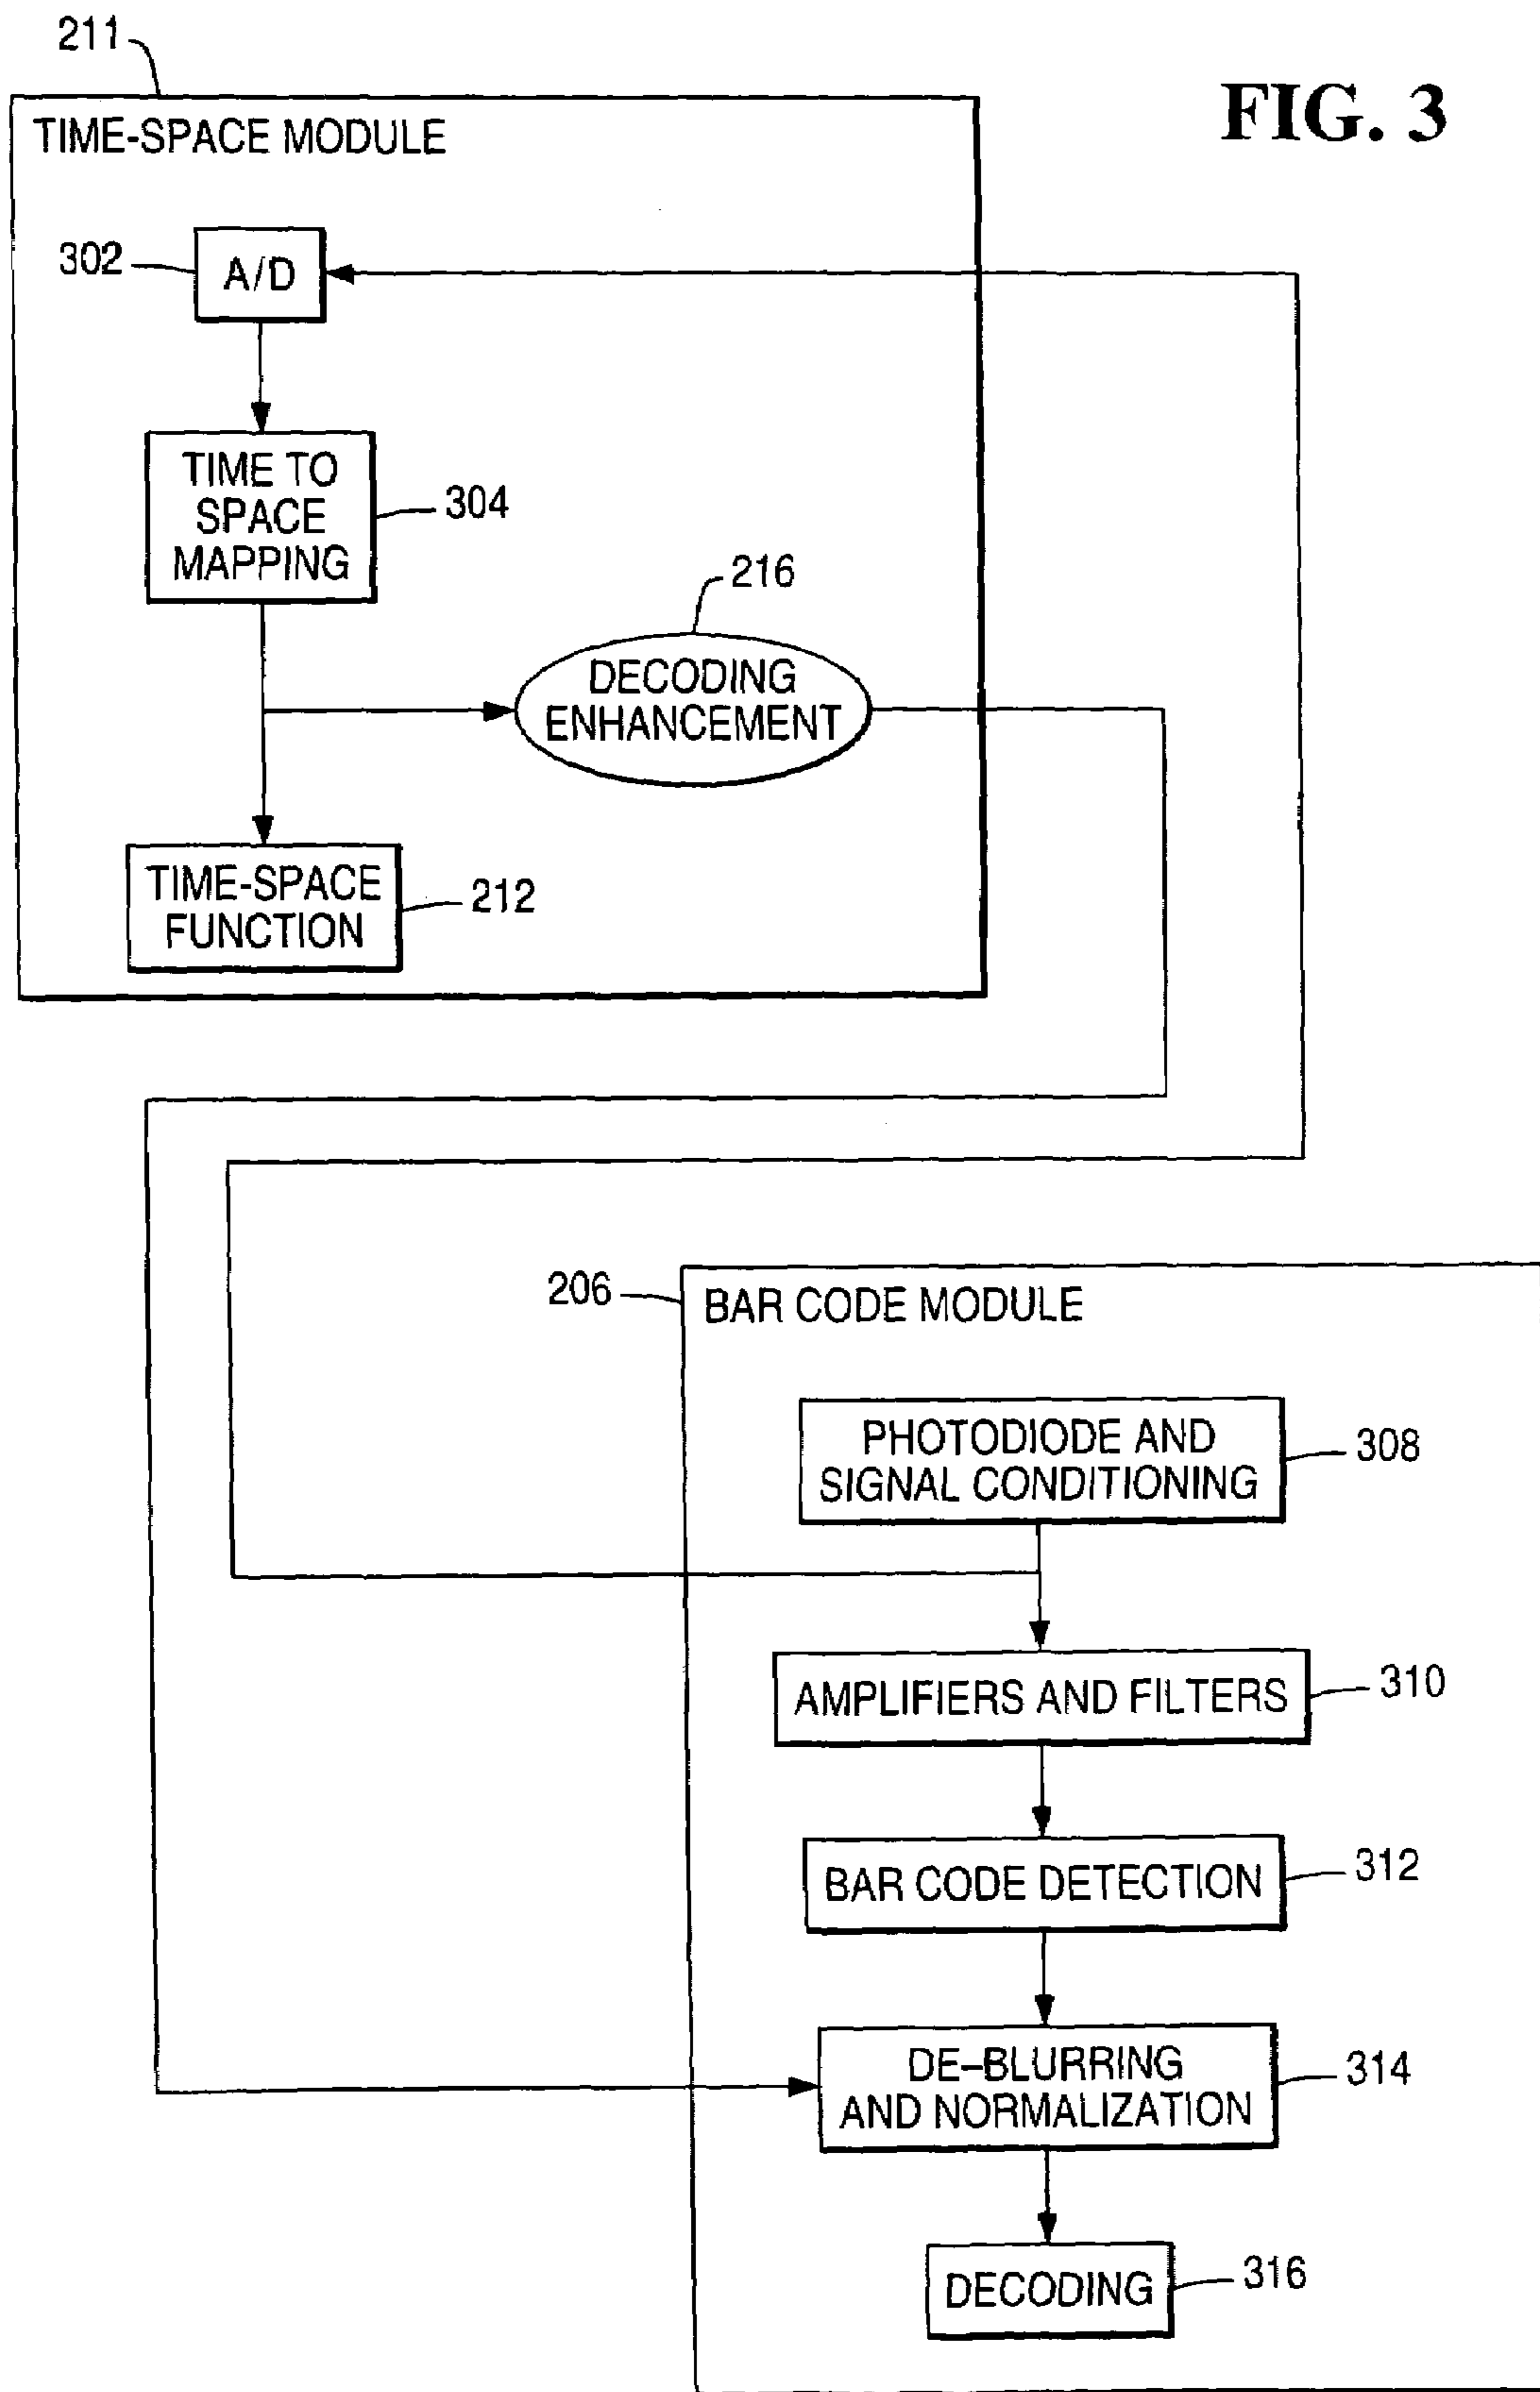 211
FIG. 3
TIME-SPACE MODULE
302
A/D
TIME TO
SPACE
MAPPING
304
216
DECODING
ENHANCEMENT
TIME-SPACE
FUNCTION
212
206
BAR CODE MODULE
PHOTODIODE AND
SIGNAL CONDITIONING
308
AMPLIFIERS AND FILTERS
310
BAR CODE DETECTION
312
DE-BLURRING
AND NORMALIZATION
314
DECODING
316